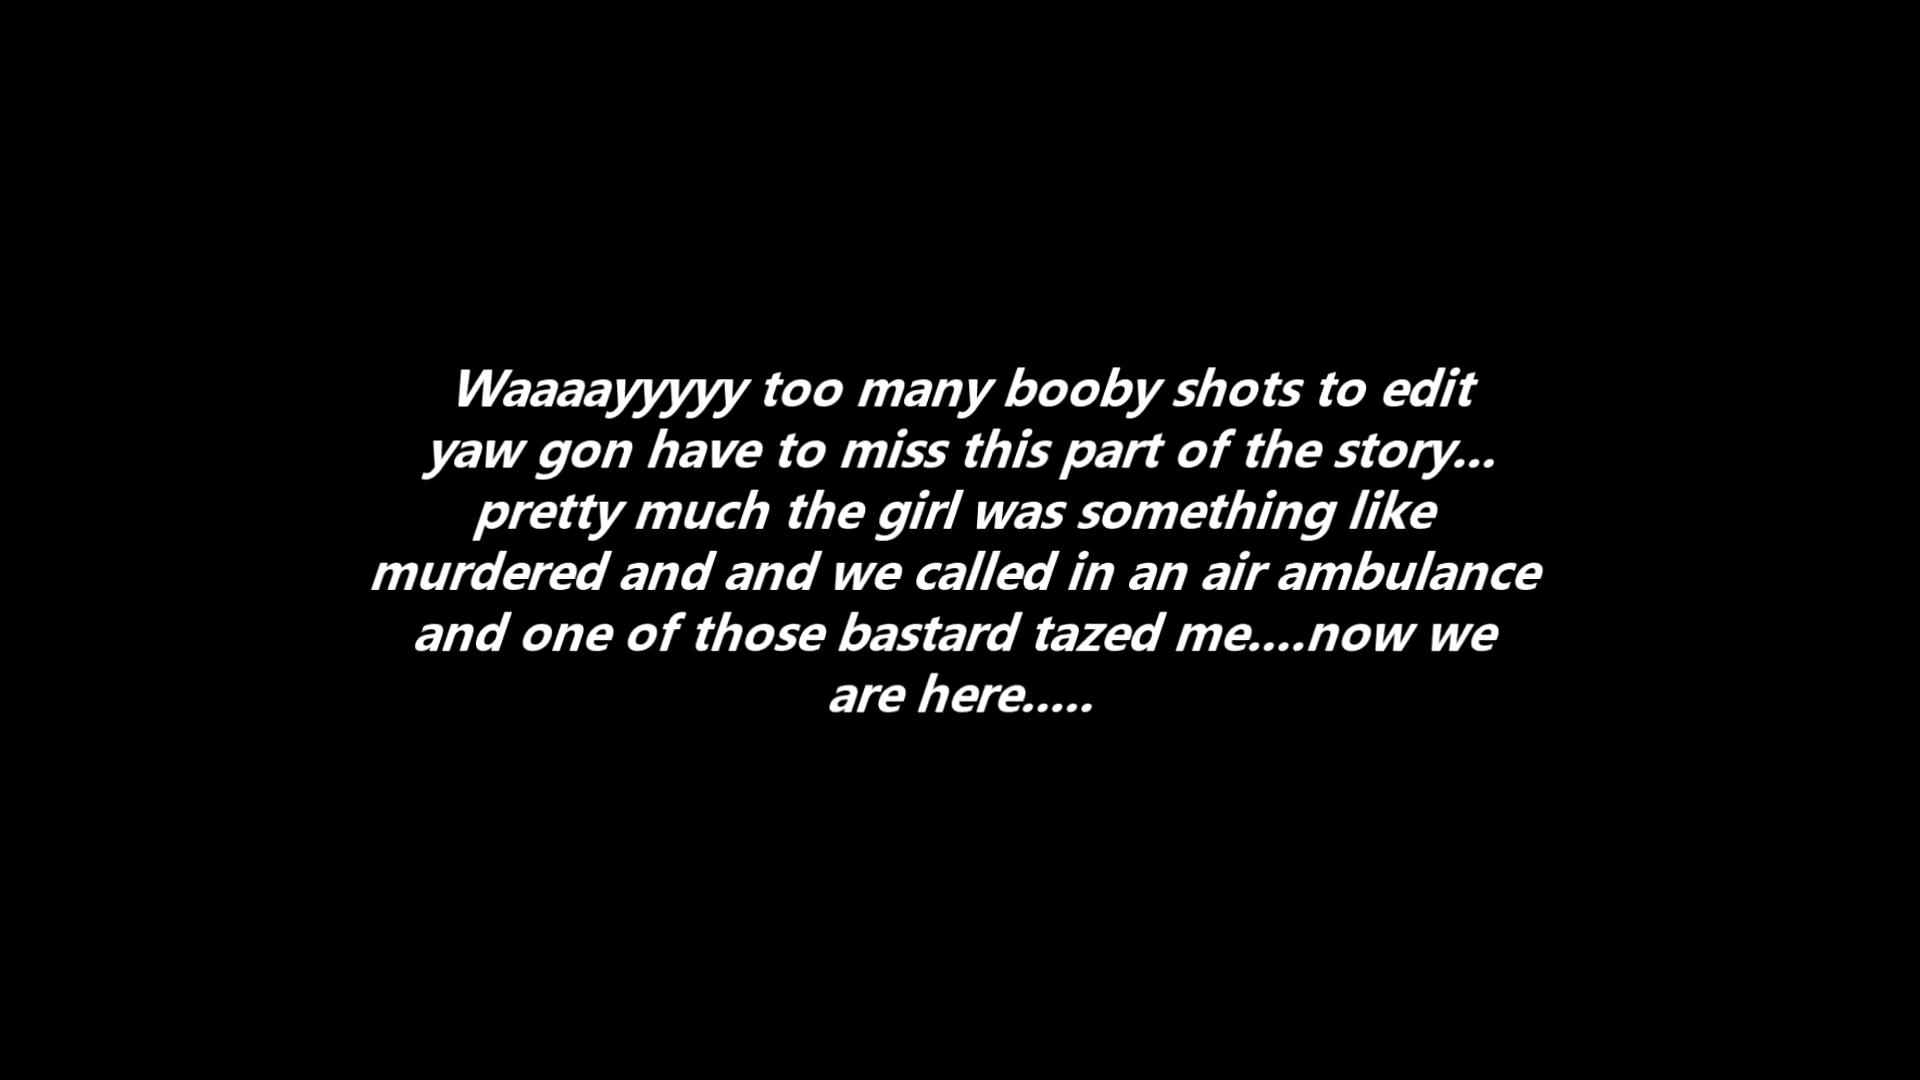 Waaaayyyyy too many booby shots to edit
yaw gon have to miss this part of the story...
pretty much the girl was something like
murdered and and we called in an air ambulance
and one of those bastard tazed me....now we
are here.....